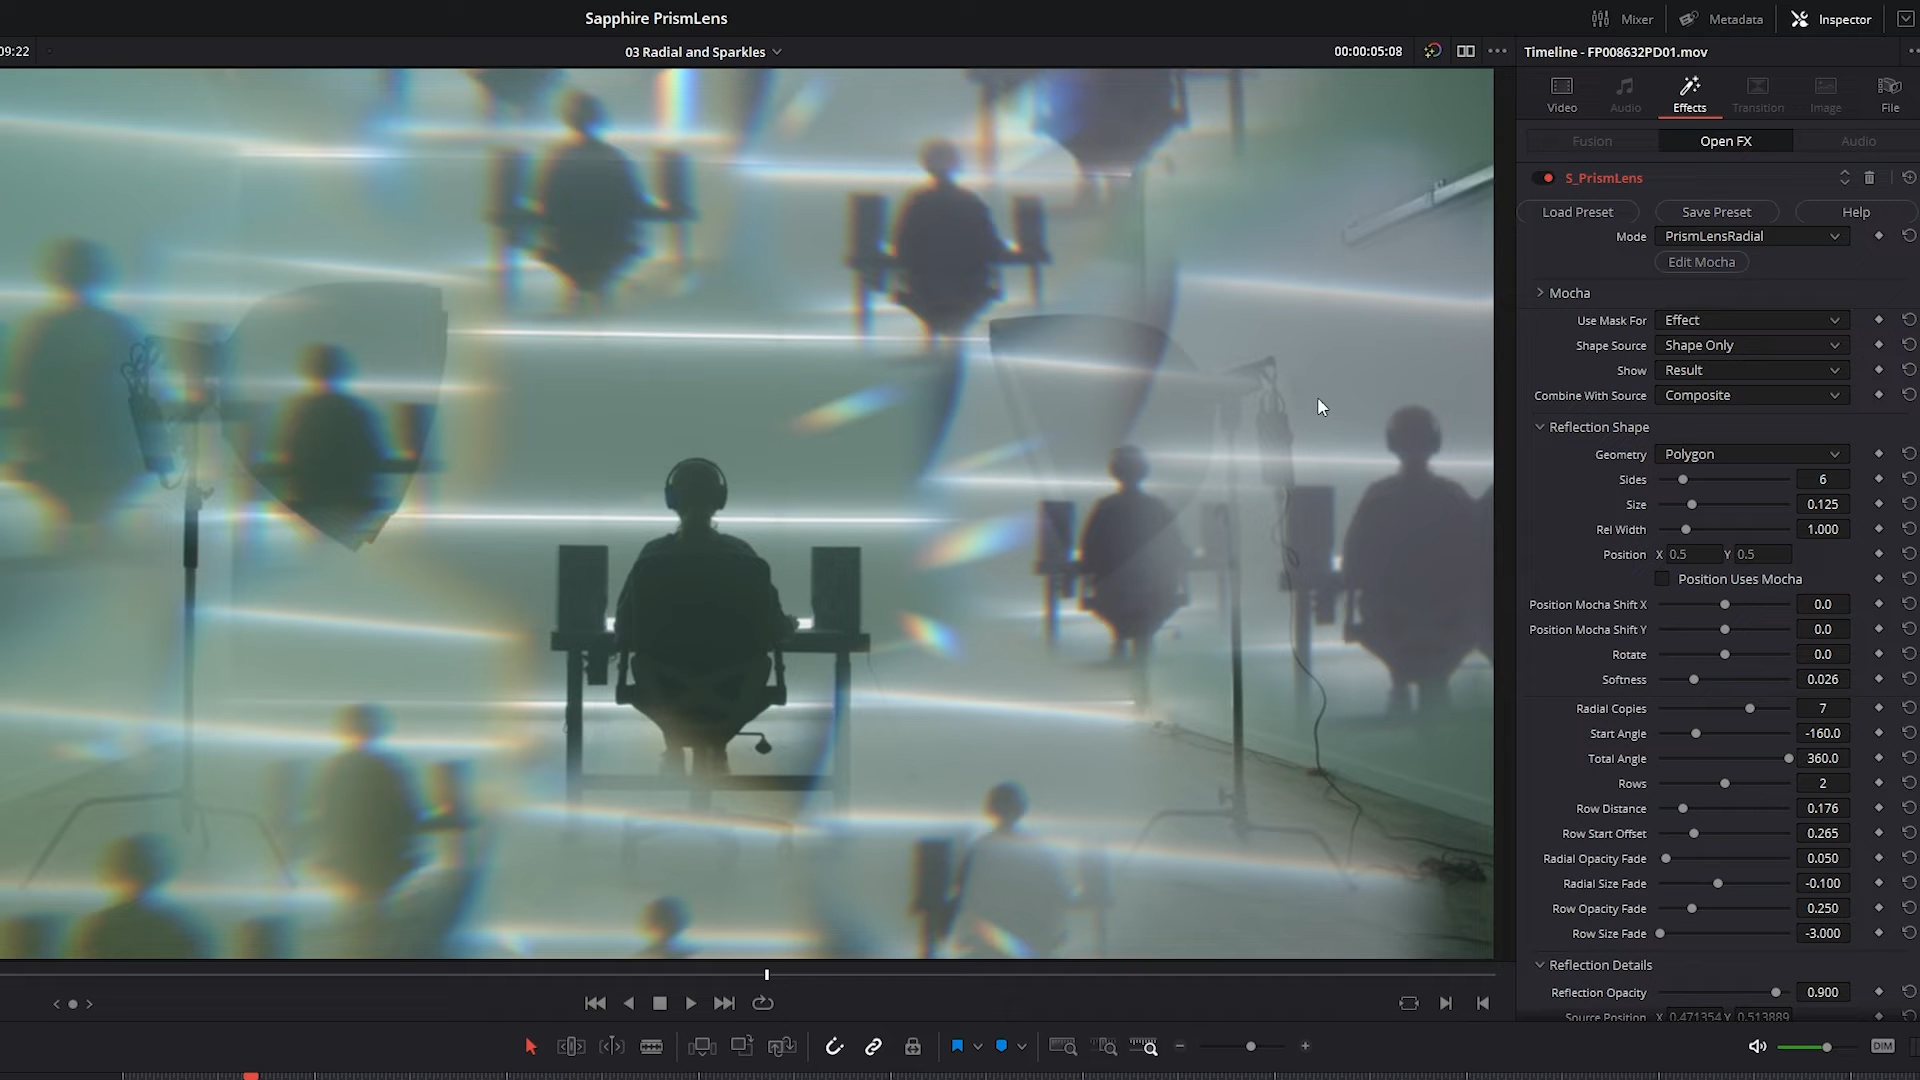 Sapphire PrismLens
Mixer
Metadata
Inspector
09:22
03 Radial and Sparkles
00:00:05:08
Timeline - FP008632PD01.mov
Video
Audio
Effects
Transition
Image
File
Fusion
Open FX
Audio
S_PrismLens
Load Preset
Save Preset
Help
Mode PrismLensRadial
Edit Mocha
Mocha
Use Mask For Effect
Shape Source Shape Only
Show Result
Combine With Source Composite
Reflection Shape
Geometry Polygon
Sides 6
Size 0.125
Rel Width 1.000
Position X 0.5 Y 0.5
Position Uses Mocha
Position Mocha Shift X 0.0
Position Mocha Shift Y 0.0
Rotate 0.0
Softness 0.026
Radial Copies 7
Start Angle -160.0
Total Angle 360.0
Rows 2
Row Distance 0.176
Row Start Offset 0.265
Radial Opacity Fade 0.050
Radial Size Fade -0.100
Row Opacity Fade 0.250
Row Size Fade -3.000
Reflection Details
Reflection Opacity 0.900
Source Position X 0.471354 Y 0.513889
DIM